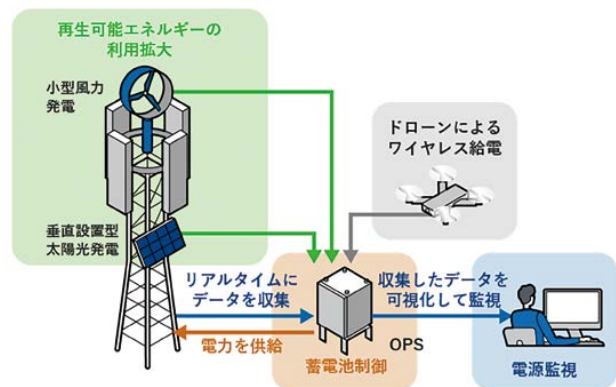 再生可能エネルギーの
利用拡大
小型風力
発電
ドローンによる
ワイヤレス給電
垂直設置型
太陽光発電
リアルタイムに
データを収集
収集したデータを
可視化して監視
電力を供給
蓄電池制御
OPS
電源監視